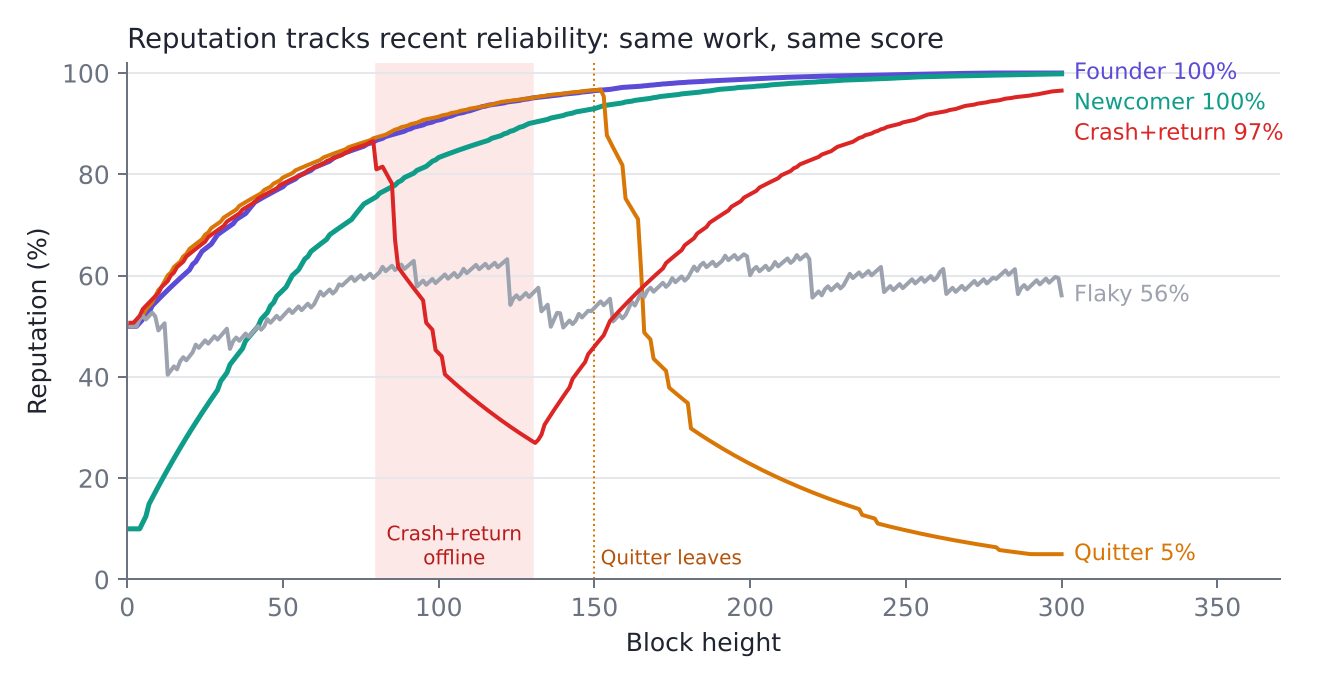 Reputation tracks recent reliability: same work, same score
Reputation (%)
100
80
60
40
20
0
Founder 100%
Newcomer 100%
Crash+return 97%
Flaky 56%
Quitter 5%
Crash+return
offline
Quitter leaves
0 50 100 150 200 250 300 350
Block height